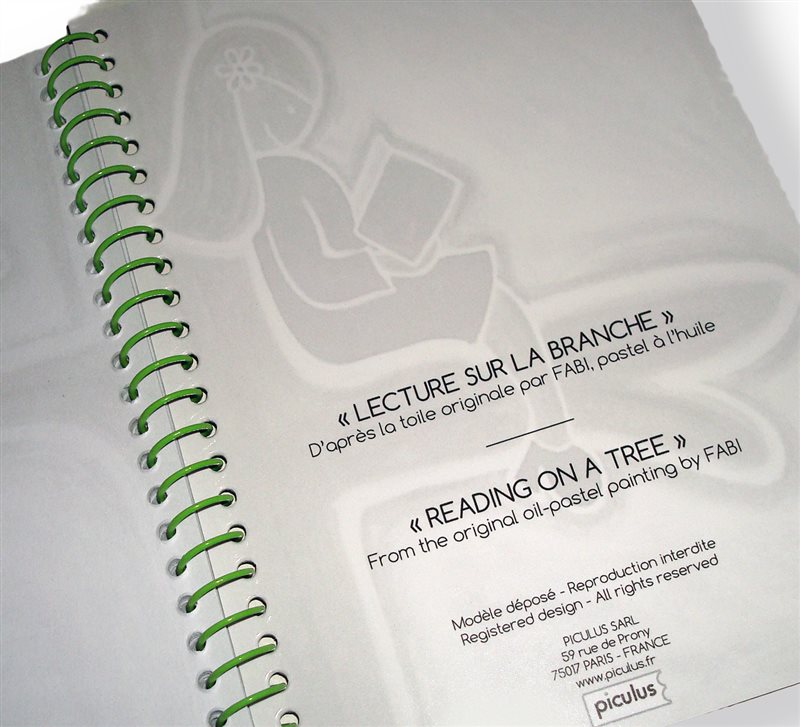 « LECTURE SUR LA BRANCHE »
D'après la toile originale par FABI, pastel à l'huile
« READING ON A TREE »
From the original oil-pastel painting by FABI
Modèle déposé - Reproduction interdite
Registered design - All rights reserved
PICULUS SARL
59 rue de Prony
75017 PARIS - FRANCE
www.piculus.fr
piculus